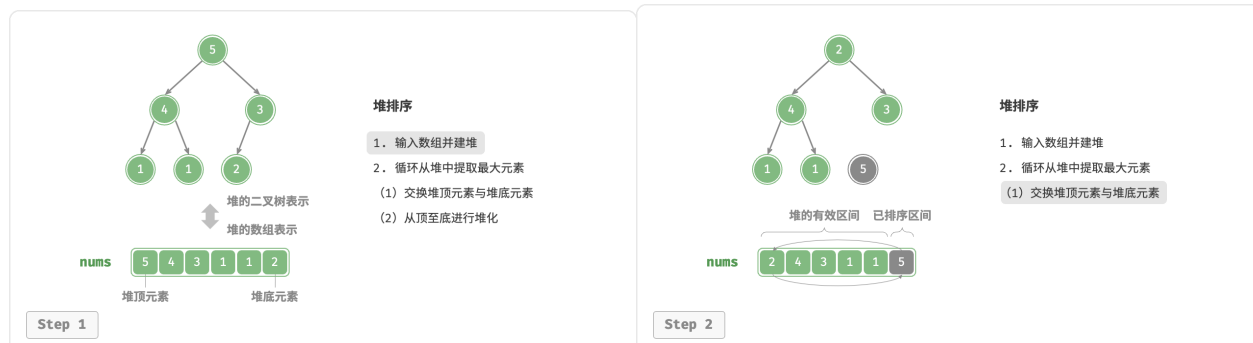 5
4 3
1 1 2
堆的二叉树表示
堆的数组表示
nums 5 4 3 1 1 2
堆顶元素 堆底元素
堆排序
1. 输入数组并建堆
2. 循环从堆中提取最大元素
（1）交换堆顶元素与堆底元素
（2）从顶至底进行堆化
Step 1
2
4 3
1 1 5
堆的有效区间 已排序区间
nums 2 4 3 1 1 5
堆排序
1. 输入数组并建堆
2. 循环从堆中提取最大元素
（1）交换堆顶元素与堆底元素
Step 2